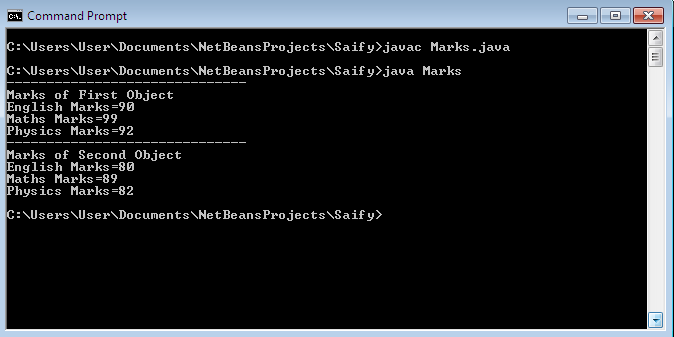 Command Prompt
C:\Users\User\Documents\NetBeansProjects\Saify>javac Marks.java
C:\Users\User\Documents\NetBeansProjects\Saify>java Marks
------------------------------
Marks of First Object
English Marks=90
Maths Marks=99
Physics Marks=92
------------------------------
Marks of Second Object
English Marks=80
Maths Marks=89
Physics Marks=82
C:\Users\User\Documents\NetBeansProjects\Saify>